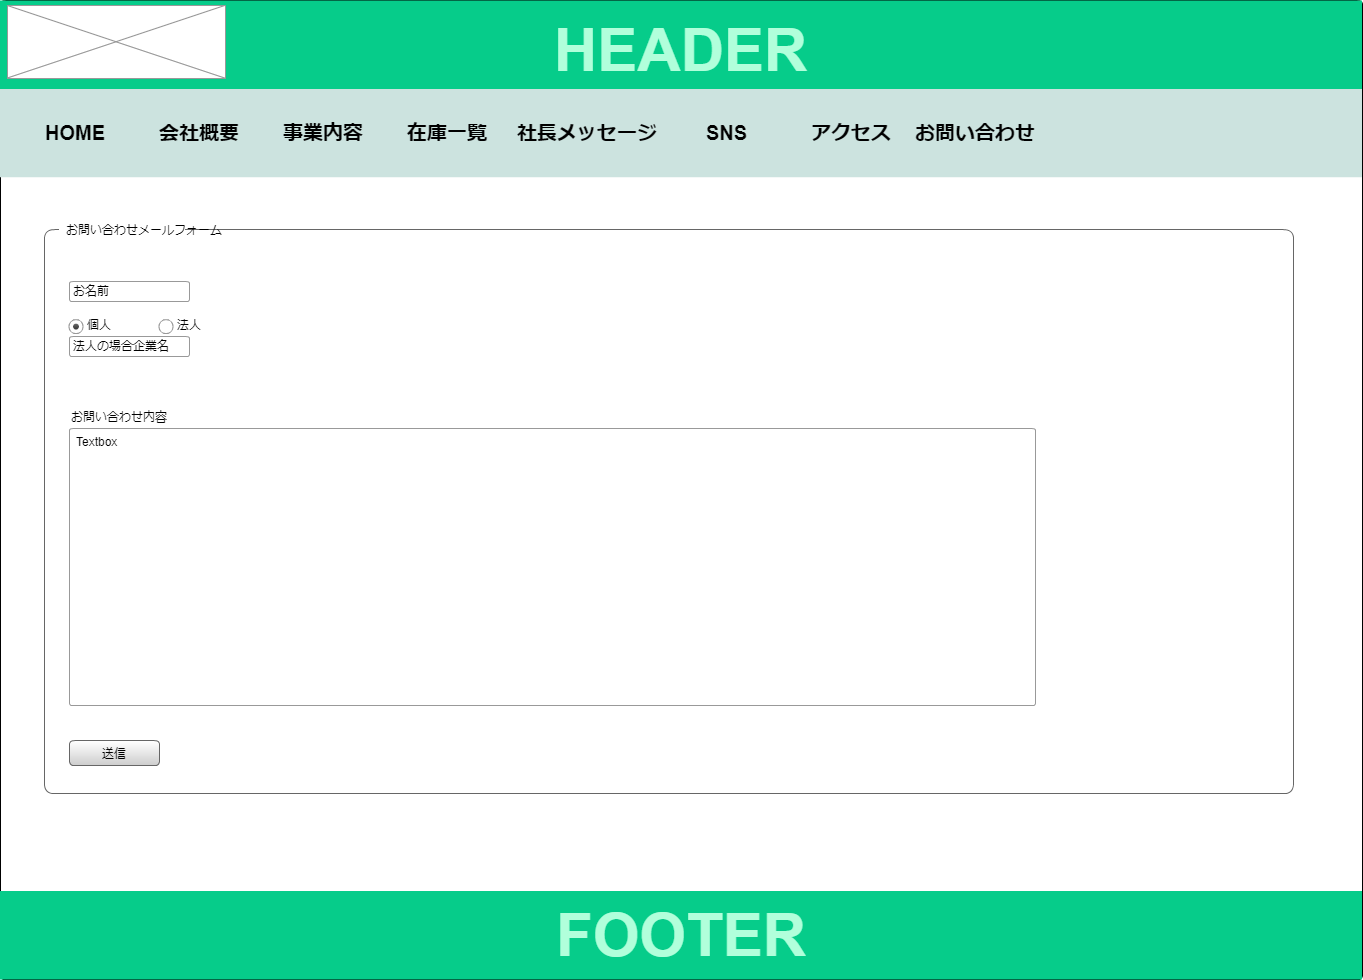 HEADER
HOME 会社概要 事業内容 在庫一覧 社長メッセージ SNS アクセス お問い合わせ
お問い合わせメールフォーム
お名前
個人 法人
法人の場合企業名
お問い合わせ内容
Textbox
送信
FOOTER